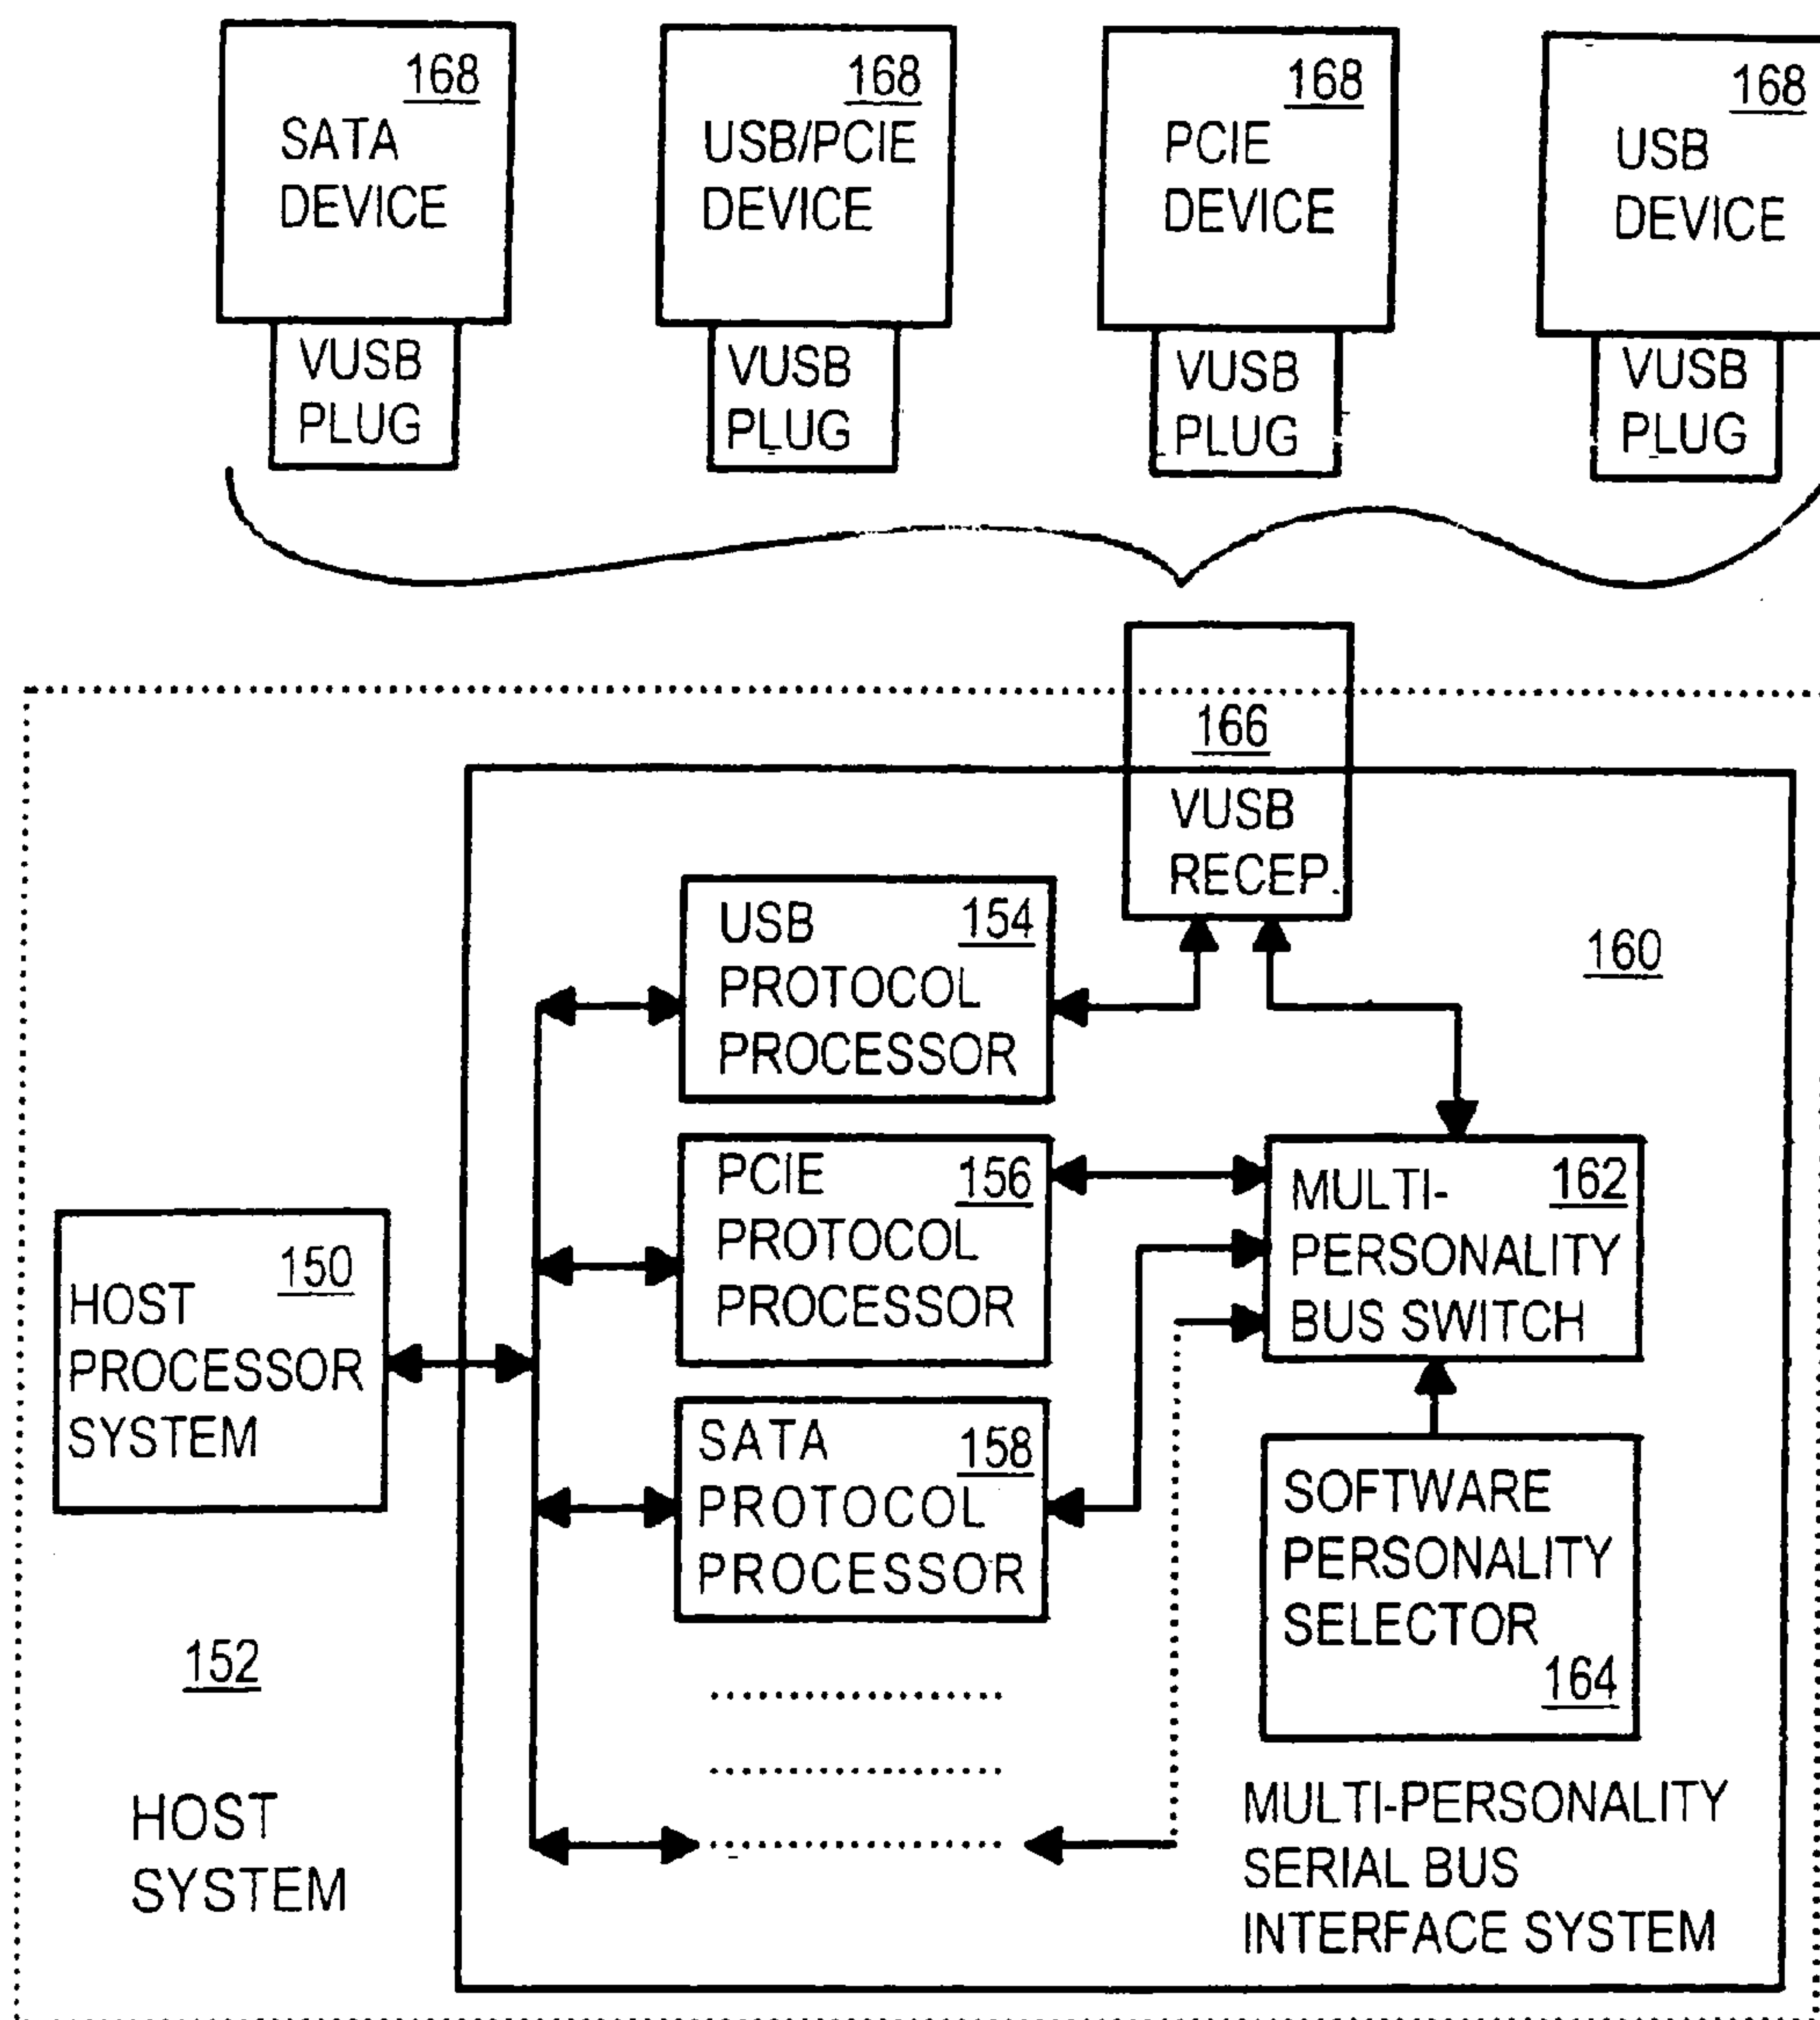 168
SATA
DEVICE
VUSB
PLUG
168
USB/PCIE
DEVICE
VUSB
PLUG
168
PCIE
DEVICE
VUSB
PLUG
168
USB
DEVICE
VUSB
PLUG
166
VUSB
RECEP.
160
USB 154
PROTOCOL
PROCESSOR
PCIE 156
PROTOCOL
PROCESSOR
SATA 158
PROTOCOL
PROCESSOR
162
MULTI-
PERSONALITY
BUS SWITCH
SOFTWARE
PERSONALITY
SELECTOR
164
150
HOST
PROCESSOR
SYSTEM
152
HOST
SYSTEM
MULTI-PERSONALITY
SERIAL BUS
INTERFACE SYSTEM